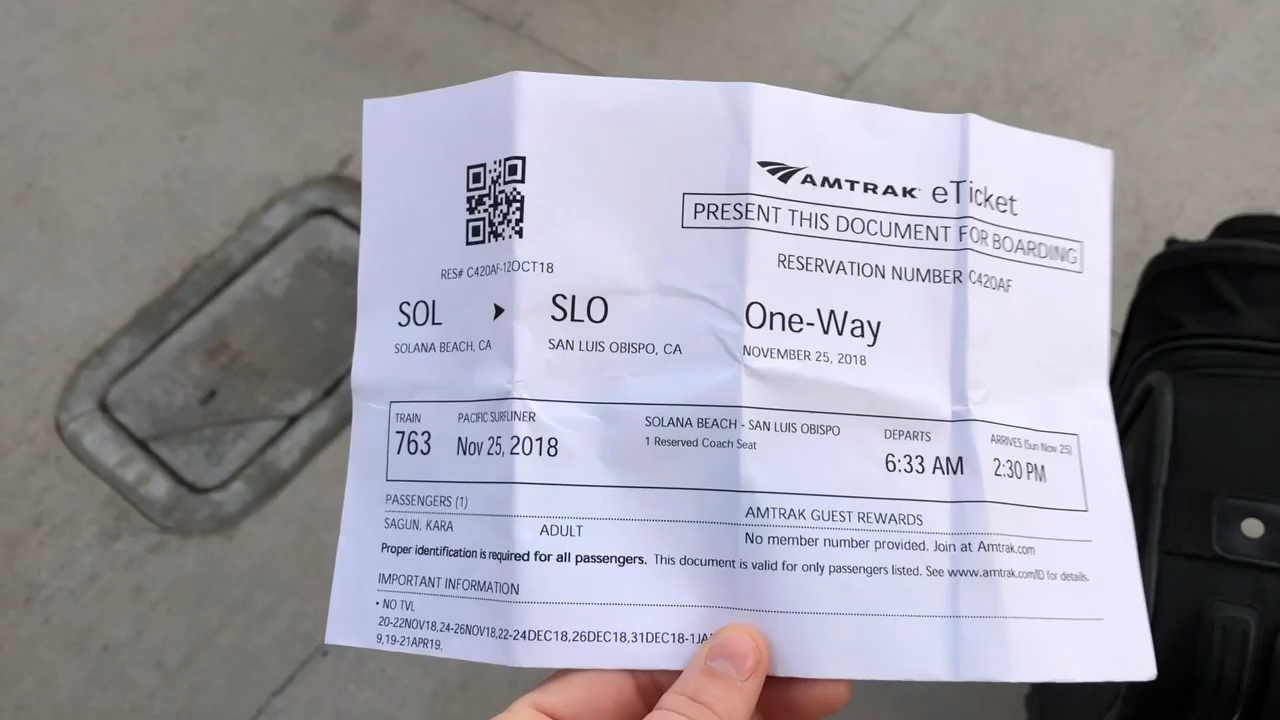 AMTRAK eTicket
PRESENT THIS DOCUMENT FOR BOARDING
RES# C420AF-12OCT18
RESERVATION NUMBER C420AF
SOL SLO One-Way
SOLANA BEACH, CA SAN LUIS OBISPO, CA NOVEMBER 25, 2018
TRAIN PACIFIC SURFLINER SOLANA BEACH - SAN LUIS OBISPO DEPARTS ARRIVES (Sun Nov 25)
763 Nov 25, 2018 1 Reserved Coach Seat 6:33 AM 2:30 PM
PASSENGERS (1) AMTRAK GUEST REWARDS
SAGUN, KARA ADULT No member number provided. Join at Amtrak.com
Proper identification is required for all passengers. This document is valid for only passengers listed. See www.amtrak.com/ID for details.
IMPORTANT INFORMATION
• NO TVL
20-22NOV18,24-26NOV18,22-24DEC18,26DEC18,31DEC18-1JA
9,19-21APR19,